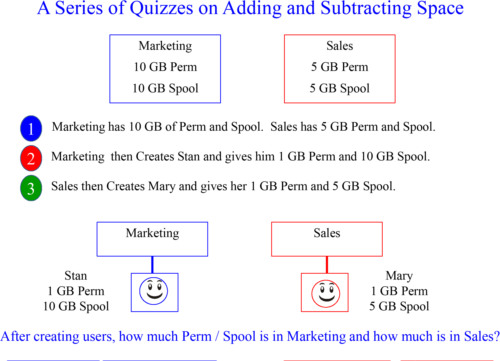 A Series of Quizzes on Adding and Subtracting Space
Marketing
10 GB Perm
10 GB Spool
Sales
5 GB Perm
5 GB Spool
1 Marketing has 10 GB of Perm and Spool. Sales has 5 GB Perm and Spool.
2 Marketing then Creates Stan and gives him 1 GB Perm and 10 GB Spool.
3 Sales then Creates Mary and gives her 1 GB Perm and 5 GB Spool.
Marketing
Sales
Stan
1 GB Perm
10 GB Spool
Mary
1 GB Perm
5 GB Spool
After creating users, how much Perm / Spool is in Marketing and how much is in Sales?